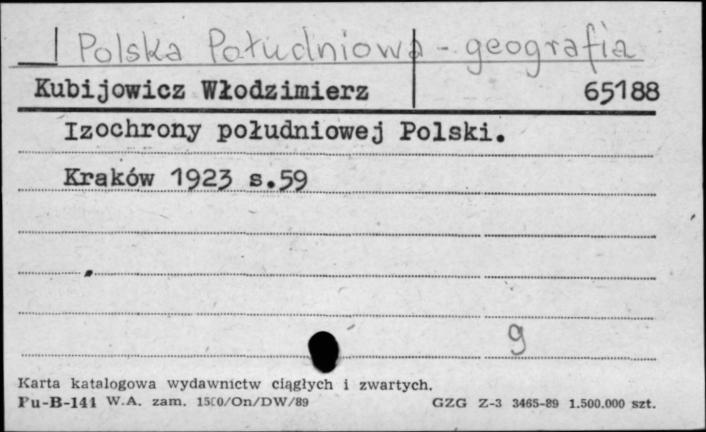 Polska Południowa - geografia
Kubijowicz Włodzimierz 65188
Izochrony południowej Polski.
Kraków 1923 s.59
9
Karta katalogowa wydawnictw ciągłych i zwartych.
Pu-B-141 W.A. zam. 1500/On/DW/89 GZG Z-3 3465-89 1.500.000 szt.